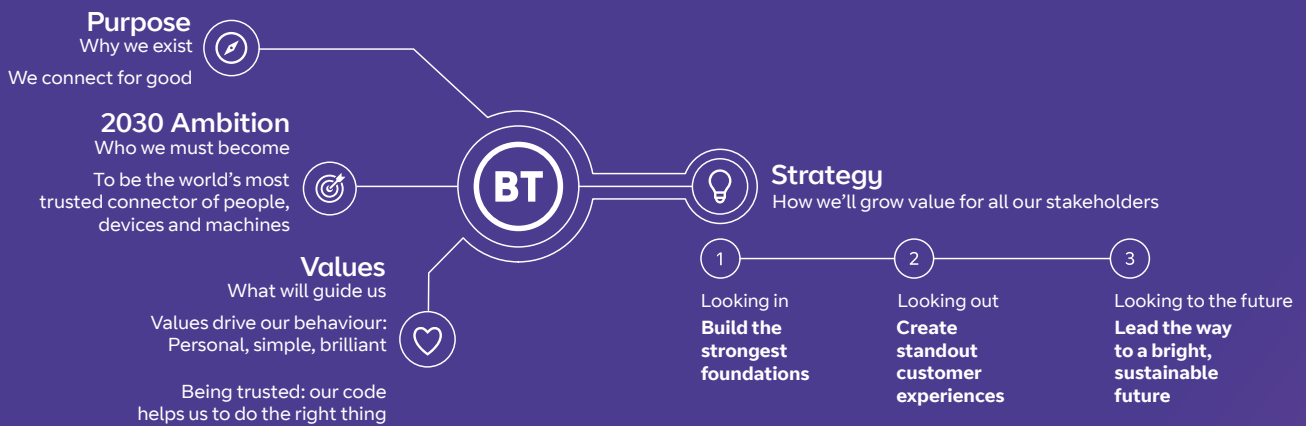 Purpose
Why we exist
We connect for good
2030 Ambition
Who we must become
To be the world’s most
trusted connector of people,
devices and machines
Values
What will guide us
Values drive our behaviour:
Personal, simple, brilliant
Being trusted: our code
helps us to do the right thing
BT
Strategy
How we’ll grow value for all our stakeholders
1
Looking in
Build the
strongest
foundations
2
Looking out
Create
standout
customer
experiences
3
Looking to the future
Lead the way
to a bright,
sustainable
future